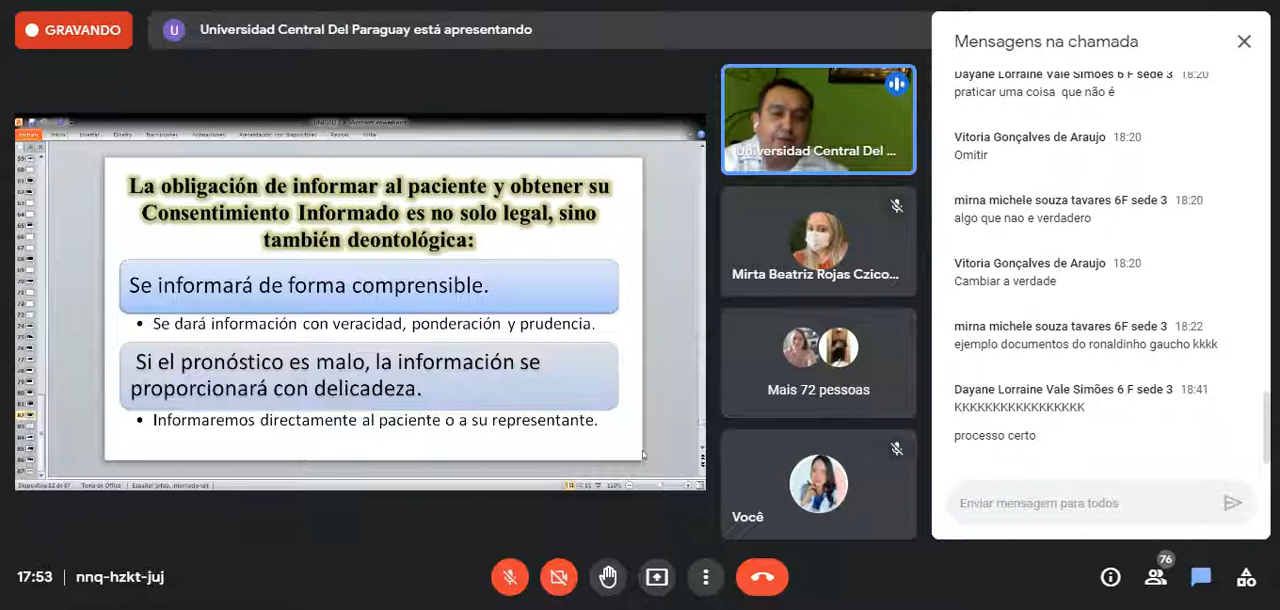 GRAVANDO
U
Universidad Central Del Paraguay está apresentando
La obligación de informar al paciente y obtener su
Consentimiento Informado es no solo legal, sino
también deontológica:
Se informará de forma comprensible.
• Se dará información con veracidad, ponderación y prudencia.
Si el pronóstico es malo, la información se
proporcionará con delicadeza.
• Informaremos directamente al paciente o a su representante.
Universidad Central Del ...
Mirta Beatriz Rojas Czico...
Mais 72 pessoas
Você
Mensagens na chamada
Dayane Lorraine Vale Simões 6 F sede 3 18:20
praticar uma coisa que não é
Vitoria Gonçalves de Araujo 18:20
Omitir
mirna michele souza tavares 6F sede 3 18:20
algo que nao e verdadero
Vitoria Gonçalves de Araujo 18:20
Cambiar a verdade
mirna michele souza tavares 6F sede 3 18:22
ejemplo documentos do ronaldinho gaucho kkkk
Dayane Lorraine Vale Simões 6 F sede 3 18:41
KKKKKKKKKKKKKKKKK
processo certo
Enviar mensagem para todos
17:53 | nnq-hzkt-juj
76